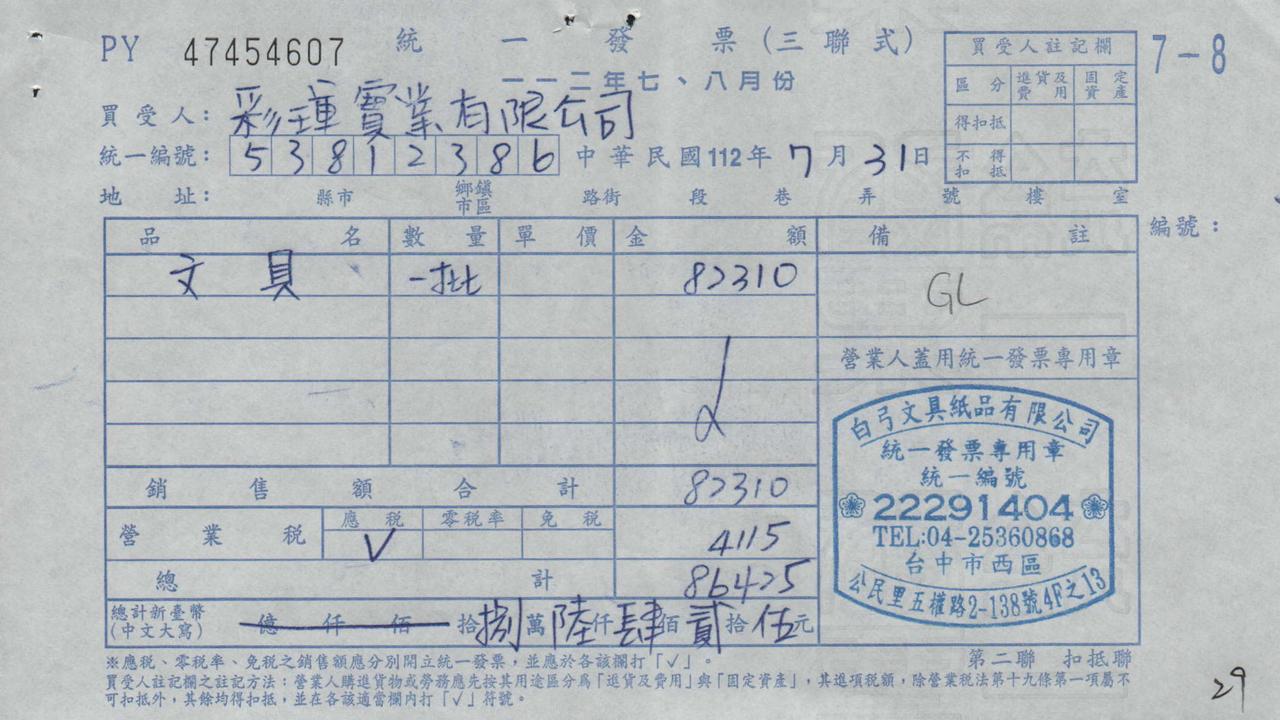 PY 47454607 統一發票(三聯式) 7-8
一一二年七、八月份
買受人: 彩琿實業有限公司
統一編號: 53812386 中華民國112年7月31日
地址: 縣市 鄉鎮市區 路街 段 巷 弄 號 樓 室
買受人註記欄
區分 進貨及費用 固定資產
得扣抵
不得扣抵
編號:
品名 數量 單價 金額 備註
文具 一批 82310 GL
營業人蓋用統一發票專用章
銷售額合計 82310
營業稅 應稅 零稅率 免稅
V 4115
總計 86425
總計新臺幣
(中文大寫) 億仟佰拾捌萬陸仟肆佰貳拾伍元
白弓文具紙品有限公司
統一發票專用章
統一編號
22291404
TEL:04-25360868
台中市西區
公民里五權路2-138號4F之13
※應稅、零稅率、免稅之銷售額應分別開立統一發票,並應於各該欄打「√」。
第二聯 扣抵聯
買受人註記欄之註記方法:營業人購進貨物或勞務應先按其用途區分為「進貨及費用」與「固定資產」,其進項稅額,除營業稅法第十九條第一項屬不
可扣抵外,其餘均得扣抵,並在各該適當欄內打「√」符號。
29